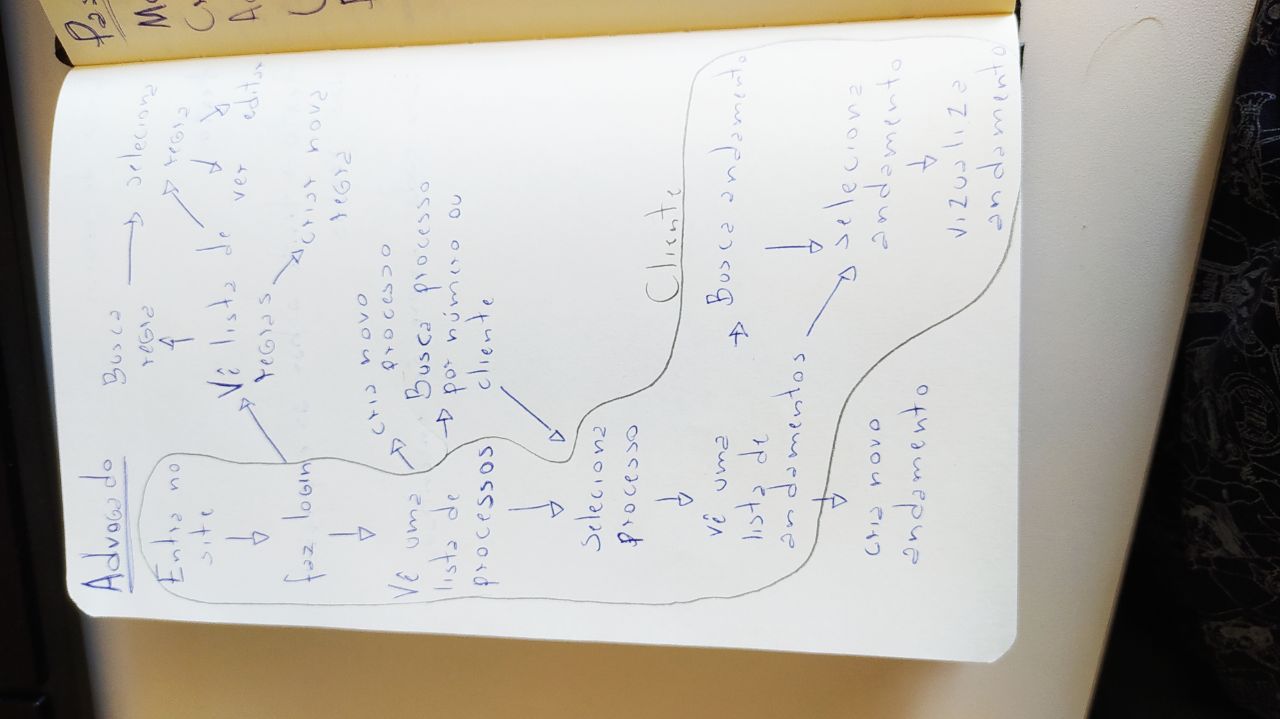 Advogado
Entra no
site
faz login
Vê uma
lista de
processos
Seleciona
processo
Vê uma
lista de
andamentos
cria novo
andamento
Busca
regra
seleciona
regra
Vê lista de
regras
ver
editar
criar nova
regra
cria novo
processo
Busca processo
por número ou
cliente
Cliente
Busca andamento
seleciona
andamento
vizualiza
andamento